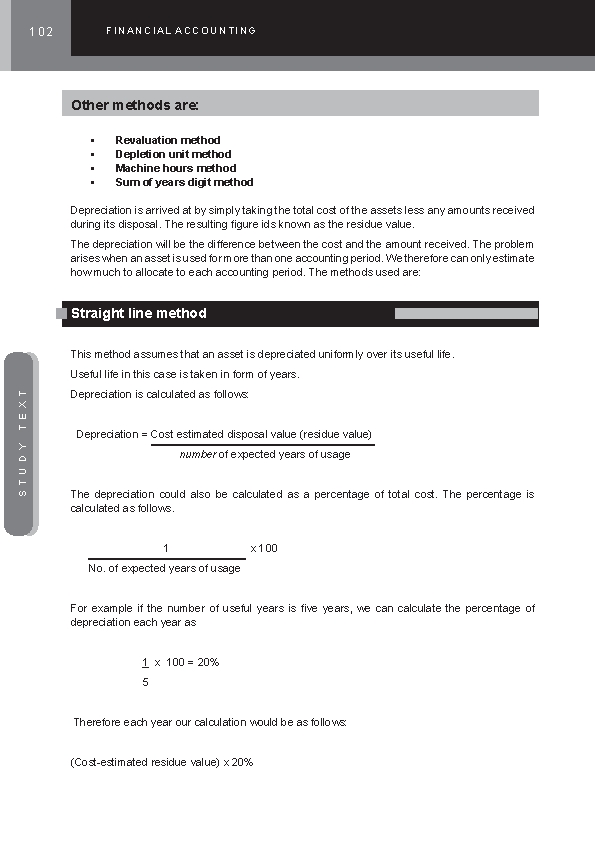 102
FINANCIAL ACCOUNTING
Other methods are:
• Revaluation method
• Depletion unit method
• Machine hours method
• Sum of years digit method
Depreciation is arrived at by simply taking the total cost of the assets less any amounts received
during its disposal. The resulting figure ids known as the residue value.
The depreciation will be the difference between the cost and the amount received. The problem
arises when an asset is used for more than one accounting period. We therefore can only estimate
how much to allocate to each accounting period. The methods used are:
Straight line method
This method assumes that an asset is depreciated uniformly over its useful life.
Useful life in this case is taken in form of years.
Depreciation is calculated as follows:
Depreciation = Cost estimated disposal value (residue value)
number of expected years of usage
STUDY TEXT
The depreciation could also be calculated as a percentage of total cost. The percentage is
calculated as follows.
1 x 100
No. of expected years of usage
For example if the number of useful years is five years, we can calculate the percentage of
depreciation each year as
1 x 100 = 20%
5
Therefore each year our calculation would be as follows:
(Cost-estimated residue value) x 20%